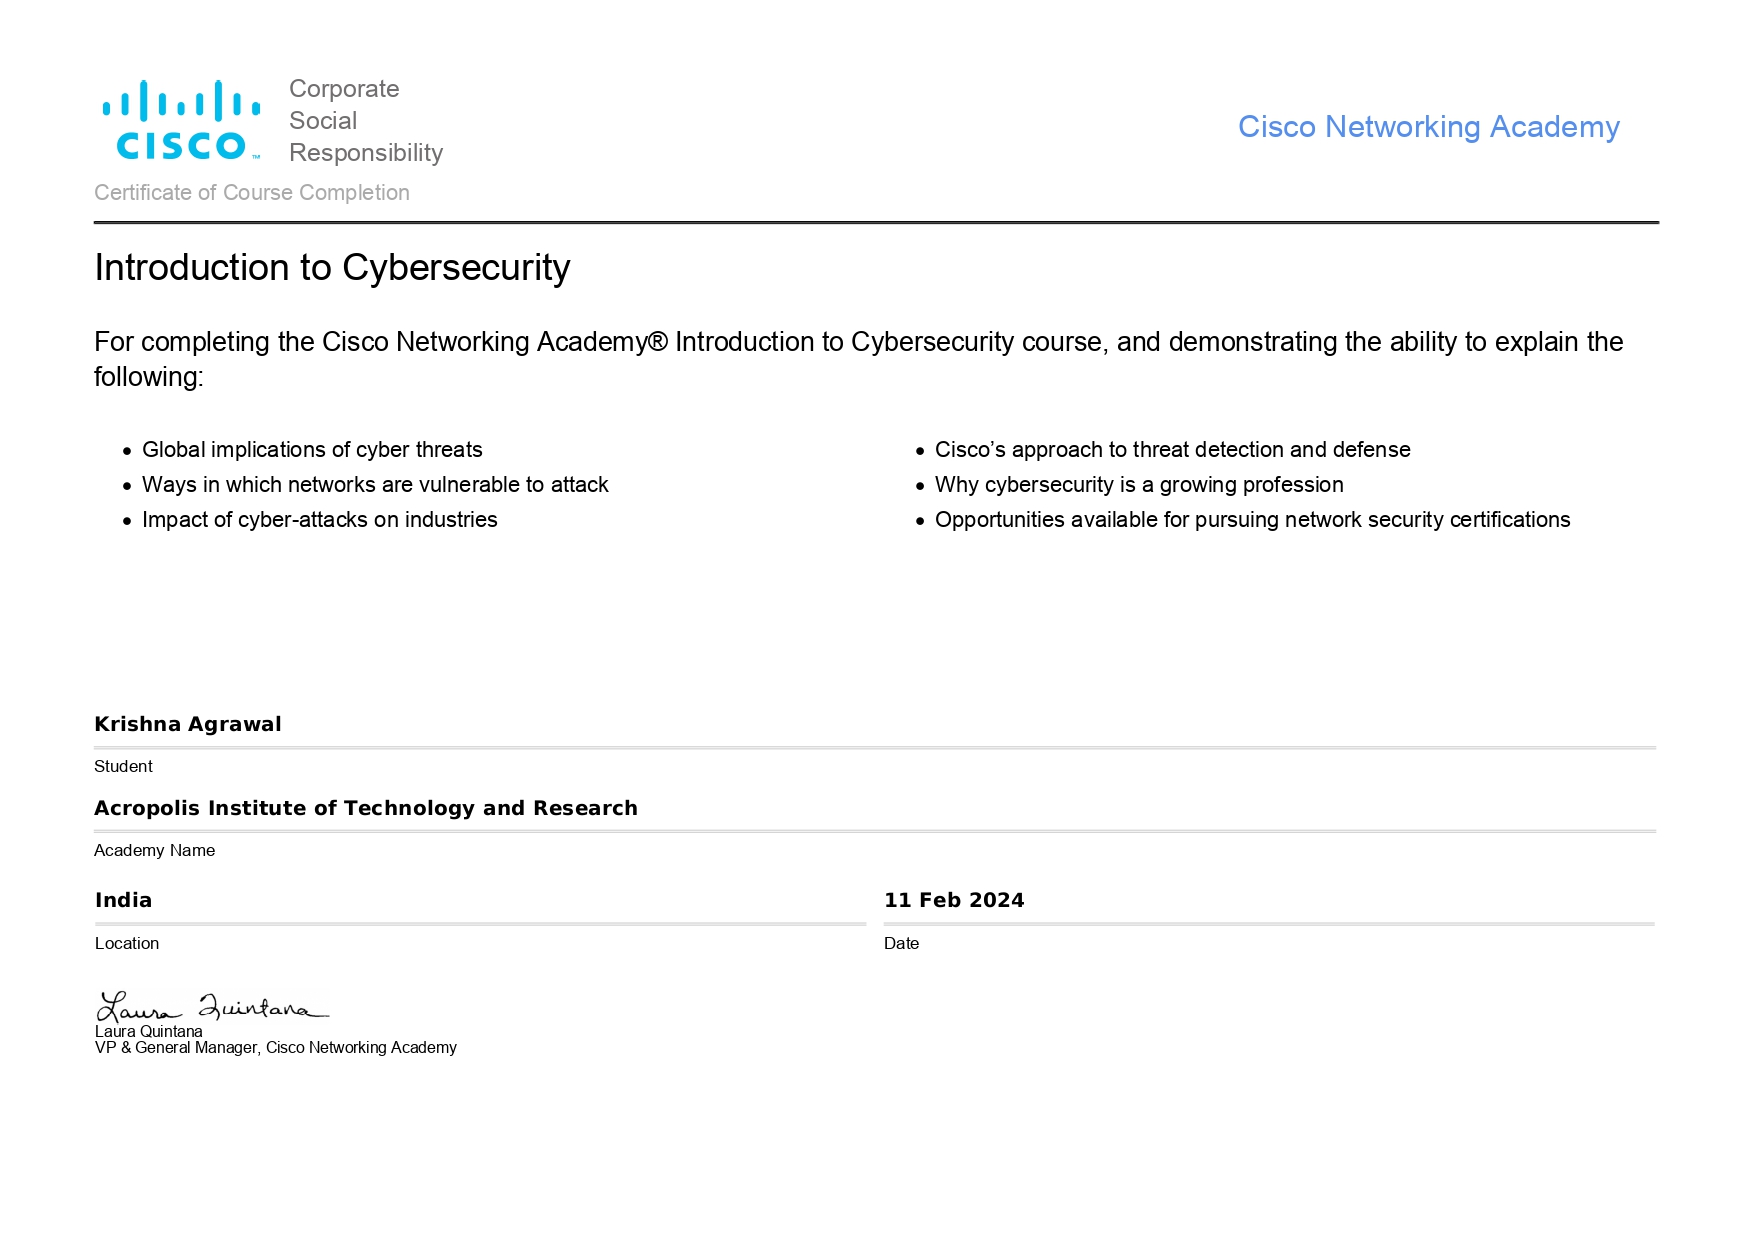 Corporate
Social
Responsibility
CISCO™
Cisco Networking Academy
Certificate of Course Completion
Introduction to Cybersecurity
For completing the Cisco Networking Academy® Introduction to Cybersecurity course, and demonstrating the ability to explain the
following:
• Global implications of cyber threats
• Ways in which networks are vulnerable to attack
• Impact of cyber-attacks on industries
• Cisco’s approach to threat detection and defense
• Why cybersecurity is a growing profession
• Opportunities available for pursuing network security certifications
Krishna Agrawal
Student
Acropolis Institute of Technology and Research
Academy Name
India
Location
11 Feb 2024
Date
Laura Quintana
Laura Quintana
VP & General Manager, Cisco Networking Academy